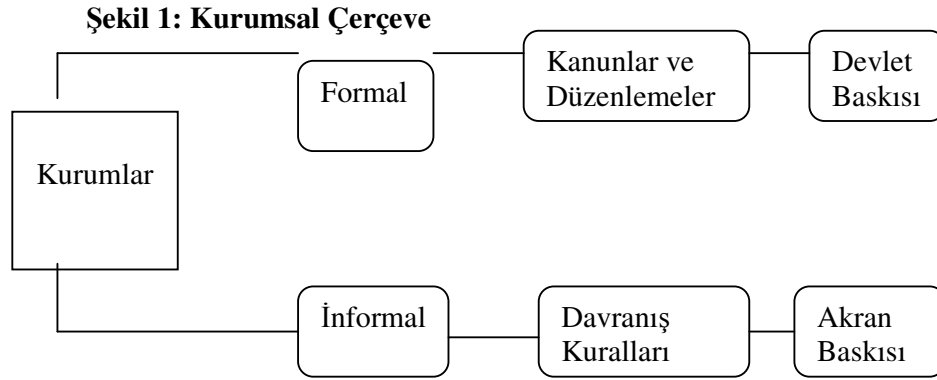 Şekil 1: Kurumsal Çerçeve
Formal
Kanunlar ve
Düzenlemeler
Devlet
Baskısı
Kurumlar
İnformal
Davranış
Kuralları
Akran
Baskısı